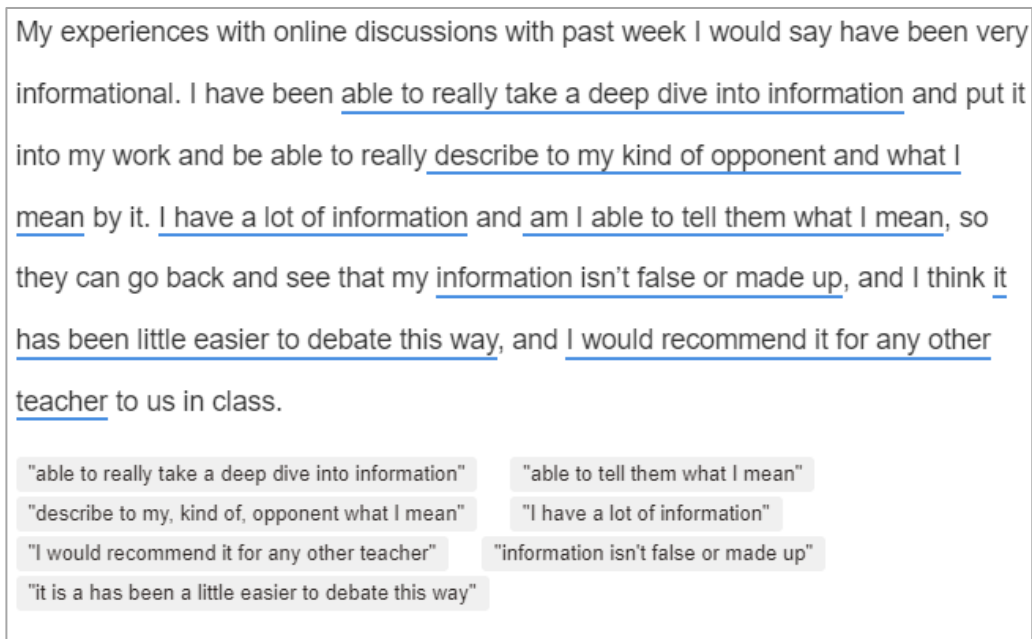 My experiences with online discussions with past week I would say have been very
informational. I have been able to really take a deep dive into information and put it
into my work and be able to really describe to my kind of opponent and what I
mean by it. I have a lot of information and am I able to tell them what I mean, so
they can go back and see that my information isn't false or made up, and I think it
has been little easier to debate this way, and I would recommend it for any other
teacher to us in class.
"able to really take a deep dive into information" "able to tell them what I mean"
"describe to my, kind of, opponent what I mean" "I have a lot of information"
"I would recommend it for any other teacher" "information isn't false or made up"
"it is a has been a little easier to debate this way"